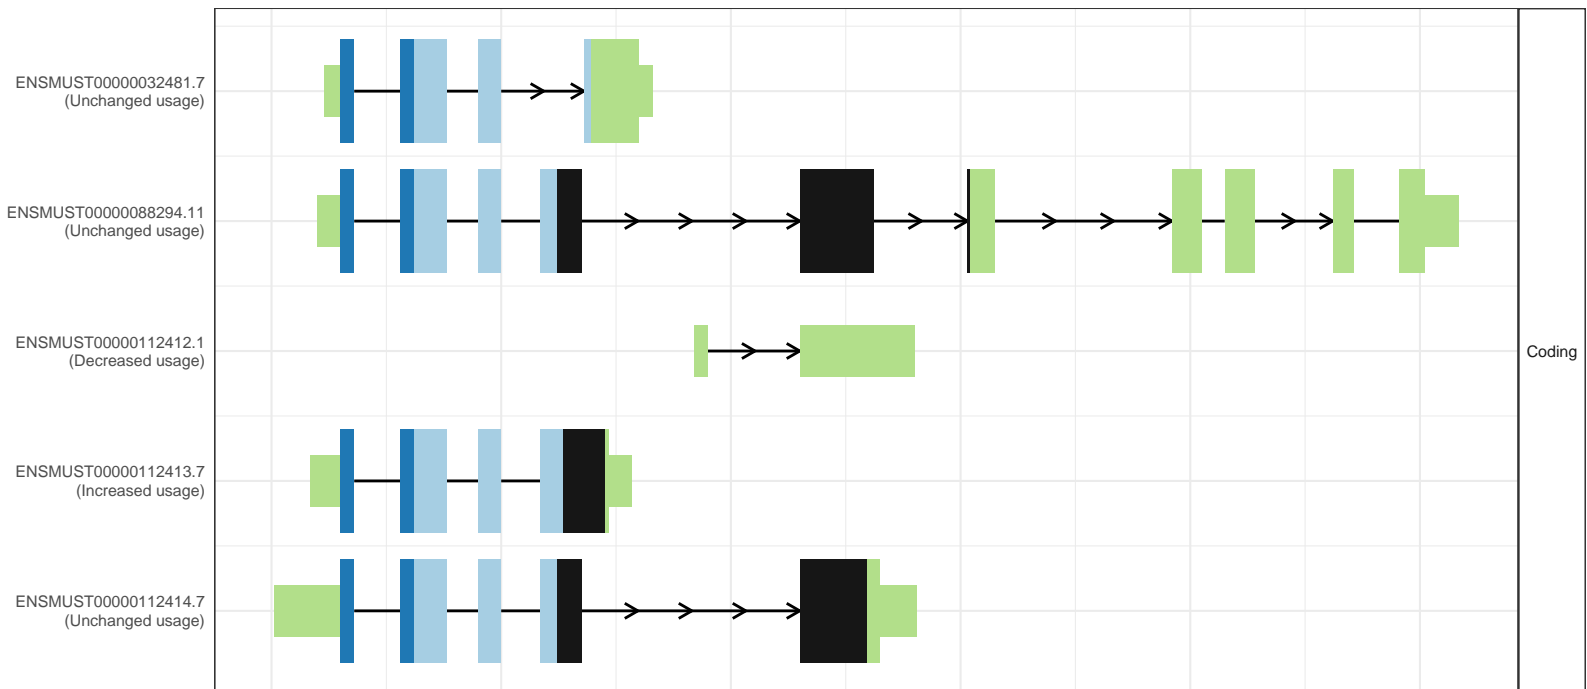 ENSMUST00000032481.7
(Unchanged usage)
ENSMUST00000088294.11
(Unchanged usage)
ENSMUST00000112412.1
(Decreased usage)
Coding
ENSMUST00000112413.7
(Increased usage)
ENSMUST00000112414.7
(Unchanged usage)